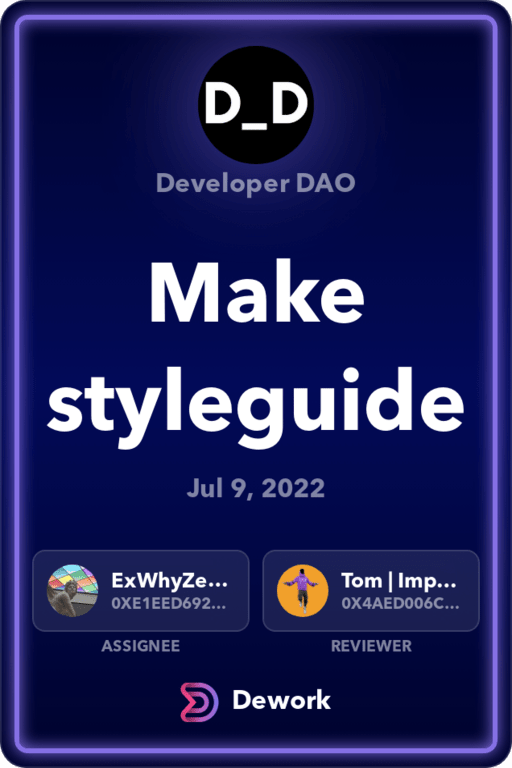 D_D
Developer DAO
Make
styleguide
Jul 9, 2022
ExWhyZe...
0XE1EED692...
ASSIGNEE
Tom | Imp...
0X4AED006C...
REVIEWER
Dework